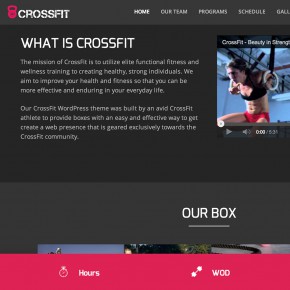 CROSSFIT
HOME OUR TEAM PROGRAMS SCHEDULE GALL
WHAT IS CROSSFIT
The mission of CrossFit is to utilize elite functional fitness and
wellness training to creating healthy, strong individuals. We
aim to improve your health and fitness so that you can be
more effective and enduring in your everyday life.
Our CrossFit WordPress theme was built by an avid CrossFit
athlete to provide boxes with an easy and effective way to get
create a web presence that is geared exclusively towards the
CrossFit community.
CrossFit - Beauty in Strength
0:00 / 5:31
OUR BOX
Hours WOD